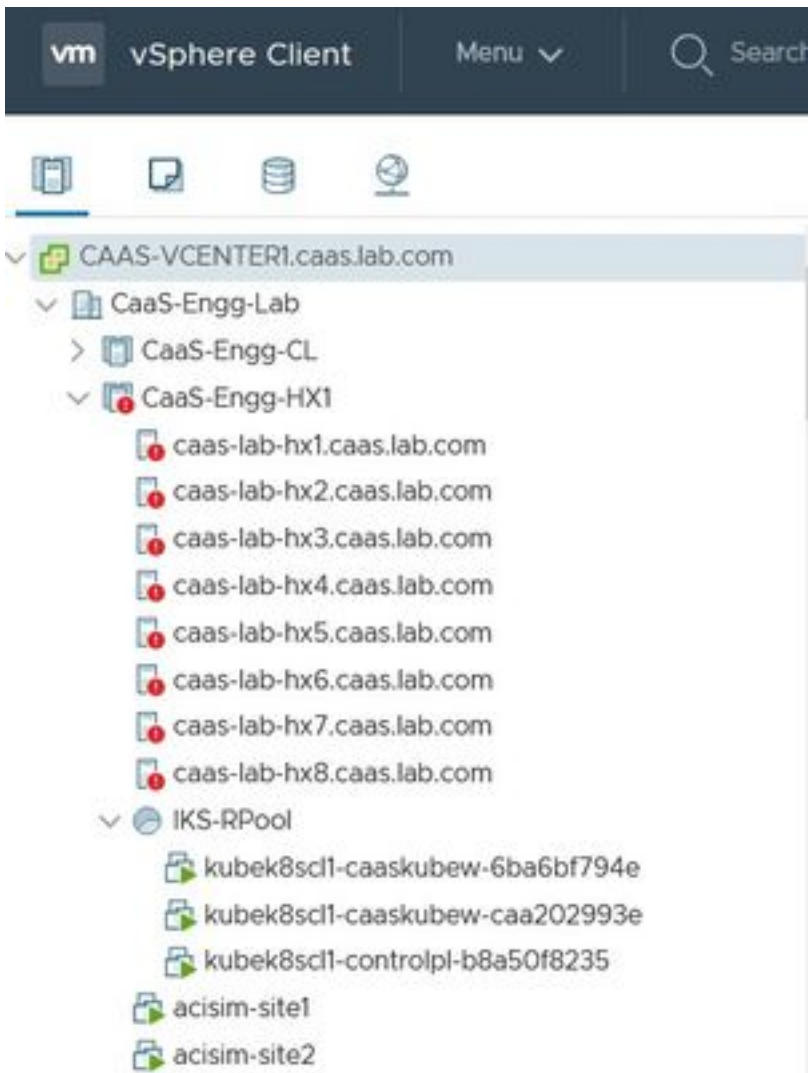 vm vSphere Client Menu Search
CAAS-VCENTER1.caas.lab.com
CaaS-Engg-Lab
CaaS-Engg-CL
CaaS-Engg-HX1
caas-lab-hx1.caas.lab.com
caas-lab-hx2.caas.lab.com
caas-lab-hx3.caas.lab.com
caas-lab-hx4.caas.lab.com
caas-lab-hx5.caas.lab.com
caas-lab-hx6.caas.lab.com
caas-lab-hx7.caas.lab.com
caas-lab-hx8.caas.lab.com
IKS-RPool
kubek8scl1-caaskubew-6ba6bf794e
kubek8scl1-caaskubew-caa202993e
kubek8scl1-controlpl-b8a50f8235
acisim-site1
acisim-site2